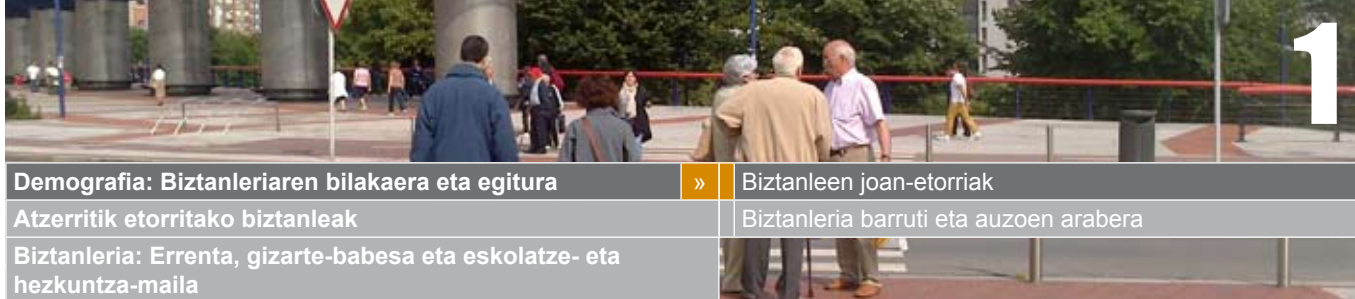 1
Demografia: Biztanleriaren bilakaera eta egitura » Biztanleen joan-etorriak
Atzerritik etorritako biztanleak Biztanleria barruti eta auzoen arabera
Biztanleria: Errenta, gizarte-babesa eta eskolatze- eta
hezkuntza-maila